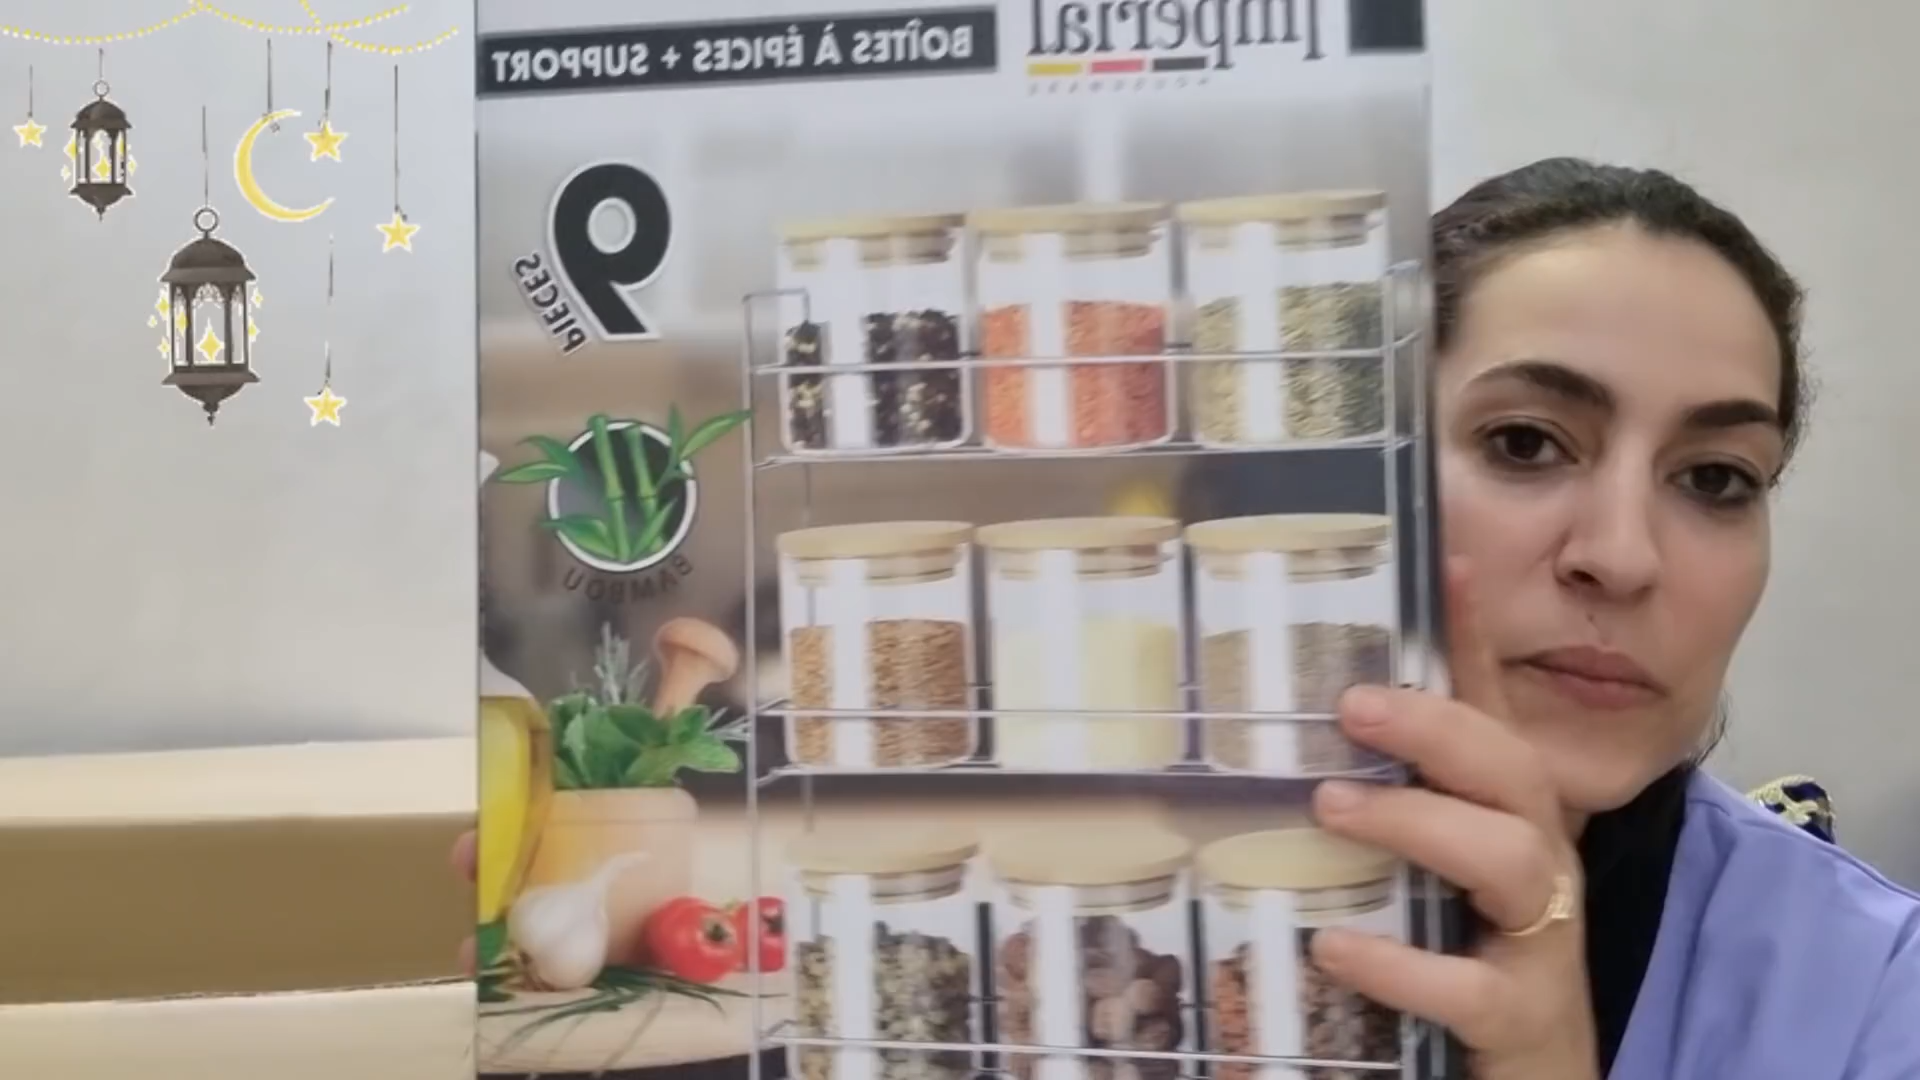 Imperial
BOÎTES À ÉPICES + SUPPORT
9
PIECES
BAMBOU